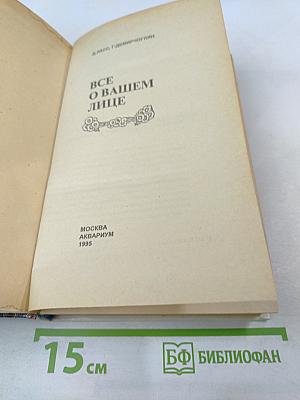 ВСЕ
О ВАШЕМ
ЛИЦЕ
МОСКВА
АКВАРИУМ
1995
15 см
БФ БИБЛИОФАН